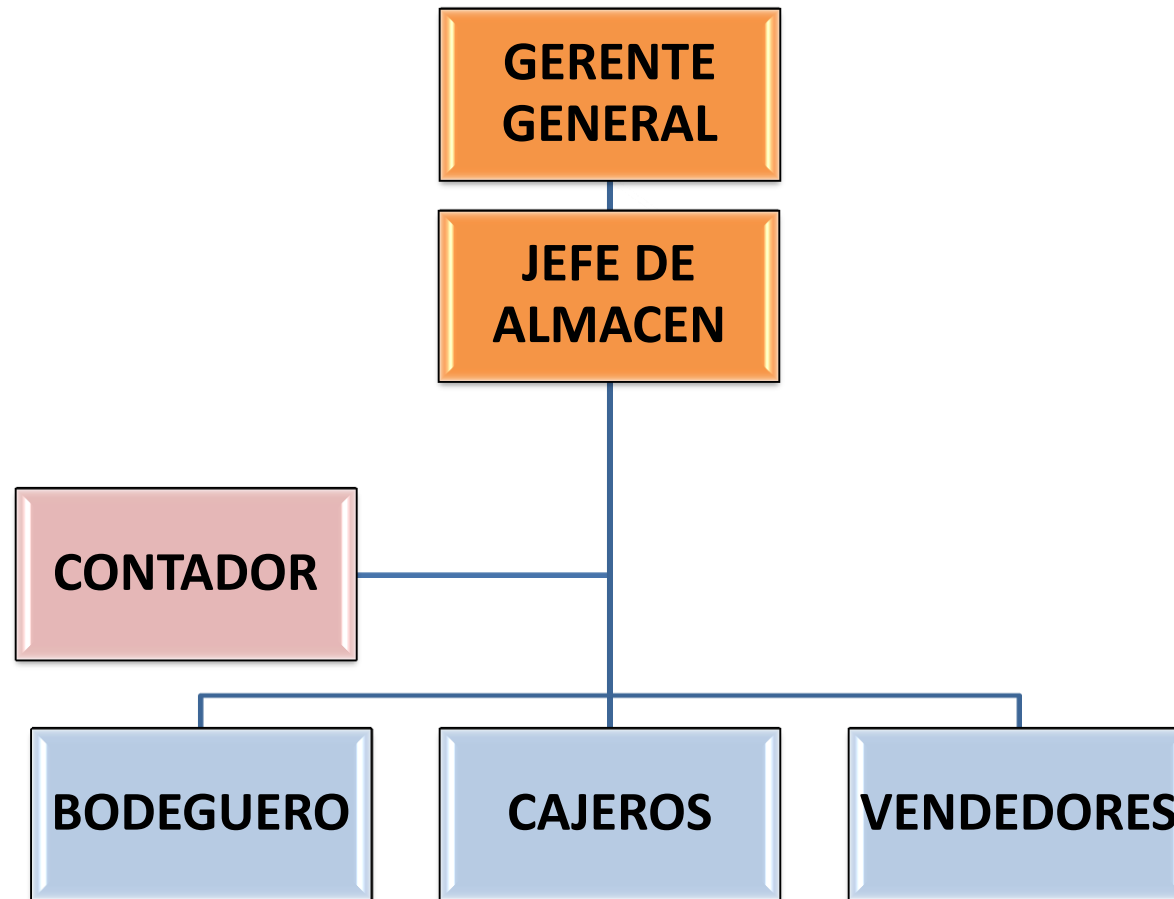 GERENTE
GENERAL
JEFE DE
ALMACEN
CONTADOR
BODEGUERO
CAJEROS
VENDEDORES